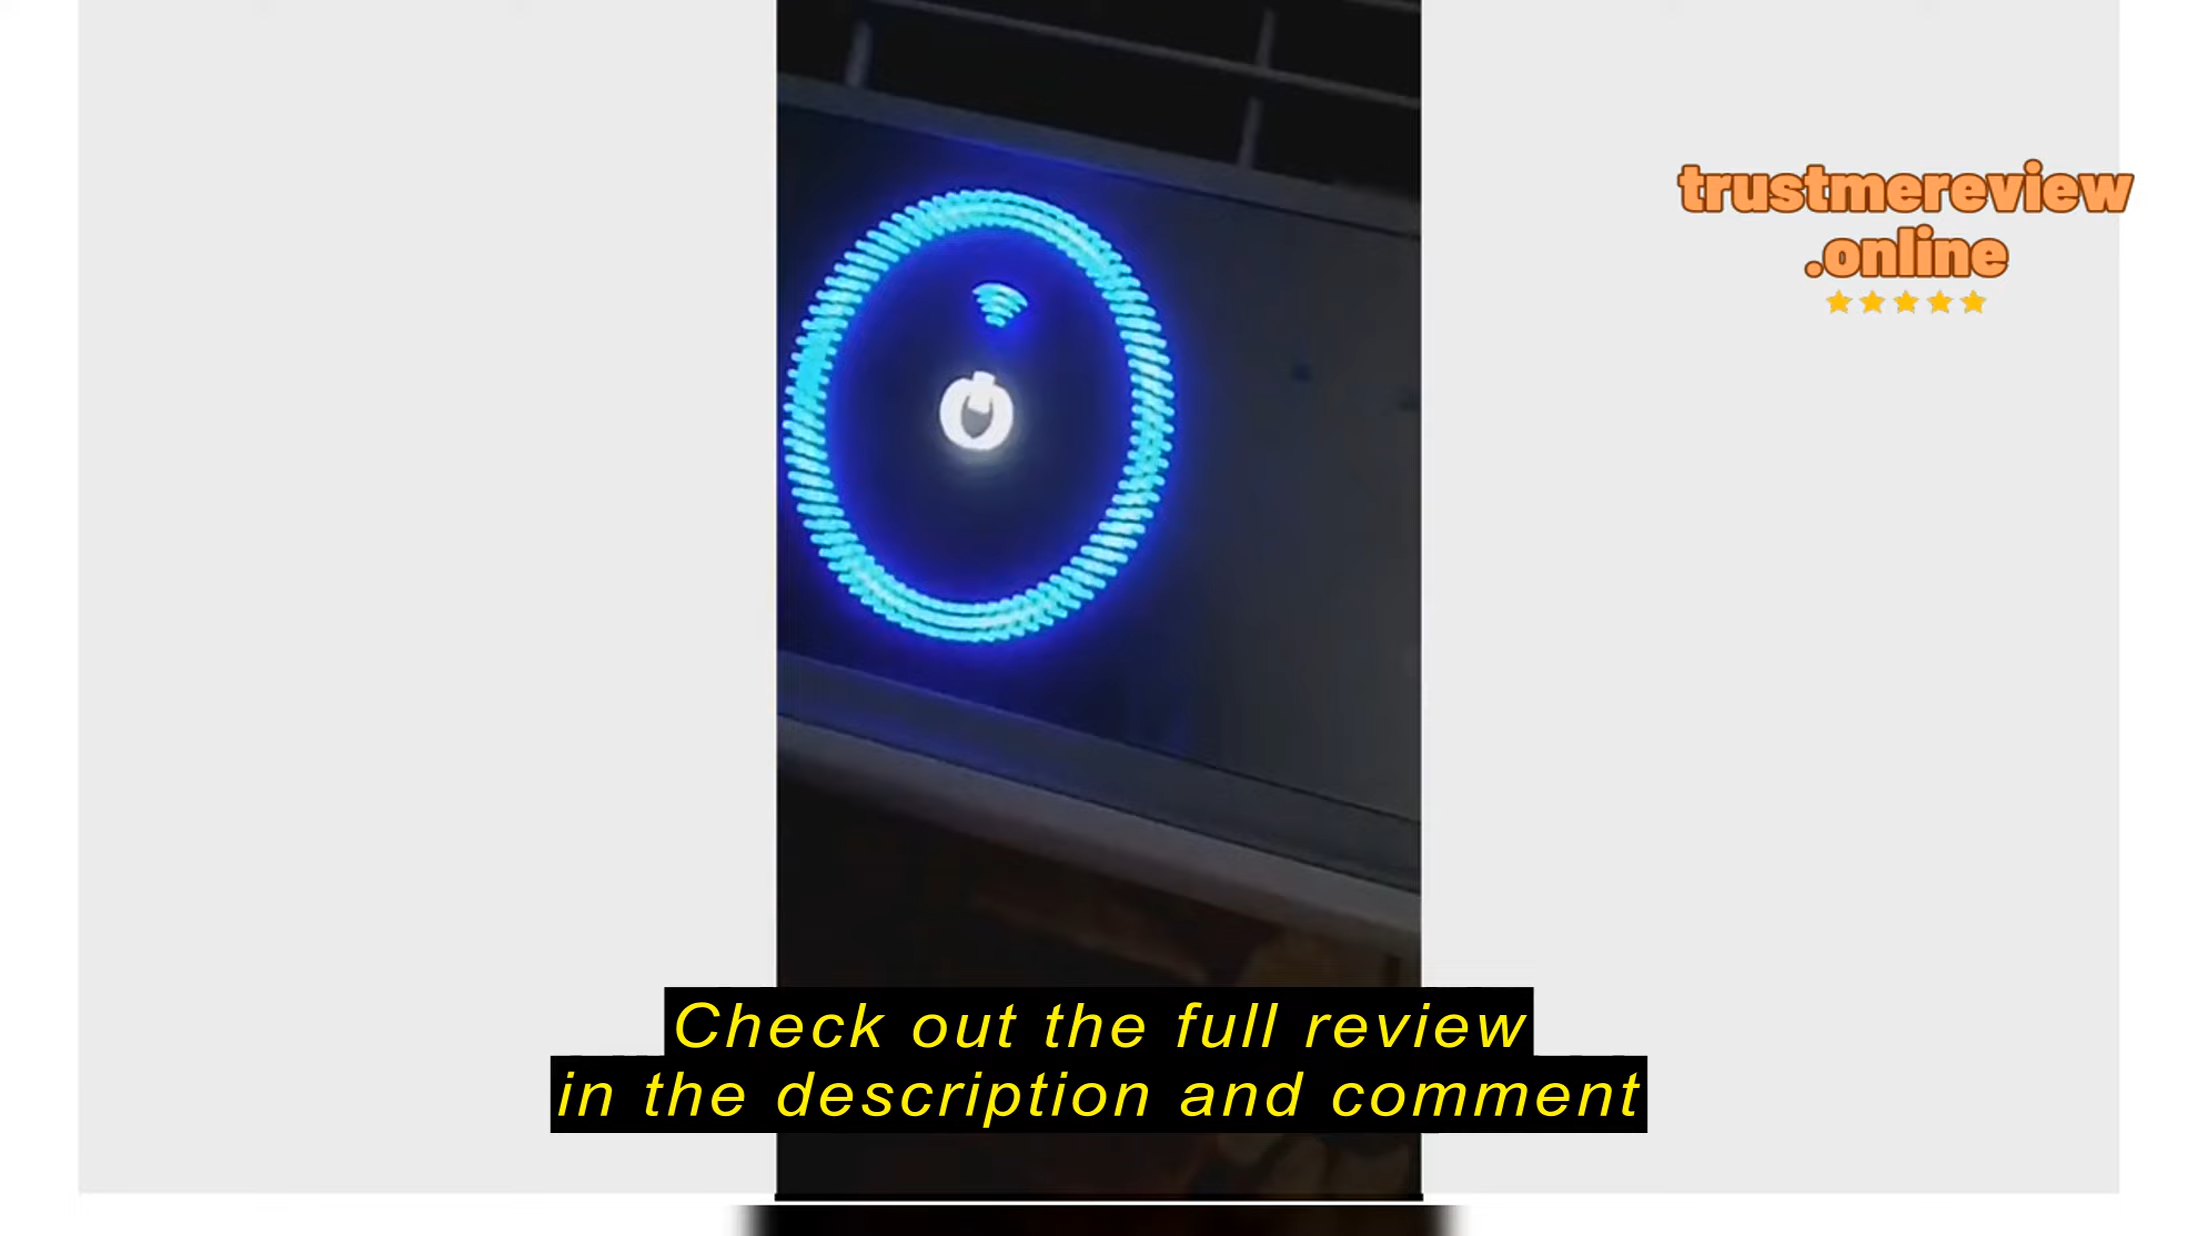 trustmereview
.online
Check out the full review
in the description and comment